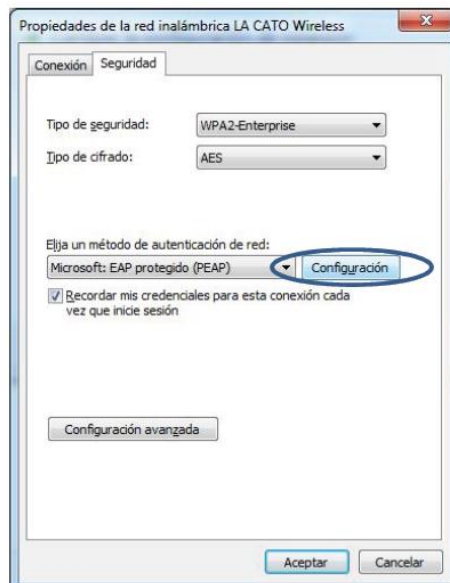 Propiedades de la red inalámbrica LA CATO Wireless
Conexión Seguridad
Tipo de seguridad: WPA2-Enterprise
Tipo de cifrado: AES
Elija un método de autenticación de red:
Microsoft: EAP protegido (PEAP) Configuración
Recordar mis credenciales para esta conexión cada
vez que inicie sesión
Configuración avanzada
Aceptar Cancelar